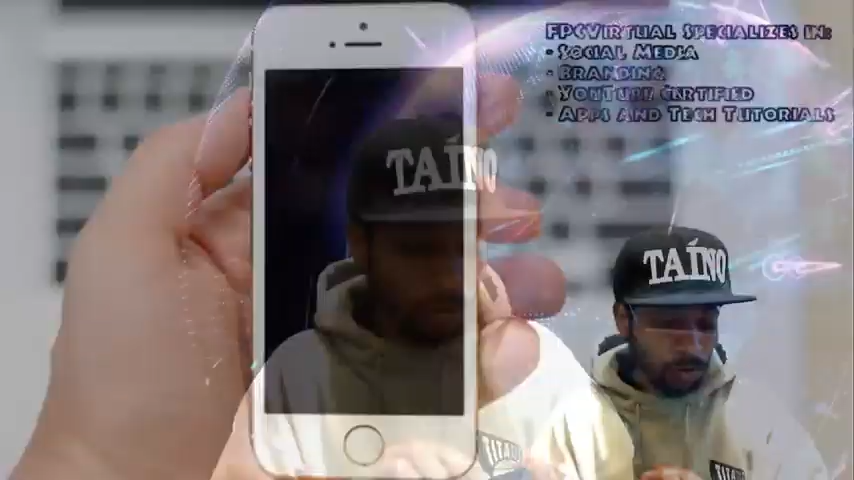 FPCVirtual Specializes in:
- Social Media
- Branding
- YouTube Certified
- Apps and Tech Tutorials
TAÍNO
TAÍNO